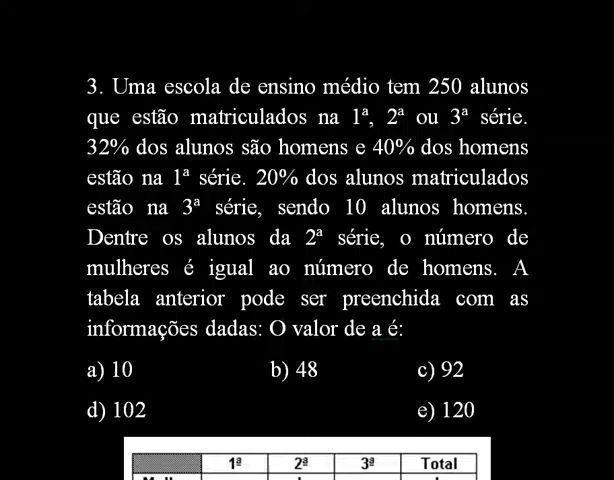 3. Uma escola de ensino médio tem 250 alunos
que estão matriculados na 1ª, 2ª ou 3ª série.
32% dos alunos são homens e 40% dos homens
estão na 1ª série. 20% dos alunos matriculados
estão na 3ª série, sendo 10 alunos homens.
Dentre os alunos da 2ª série, o número de
mulheres é igual ao número de homens. A
tabela anterior pode ser preenchida com as
informações dadas: O valor de a é:
a) 10 b) 48 c) 92
d) 102 e) 120
1ª 2ª 3ª Total